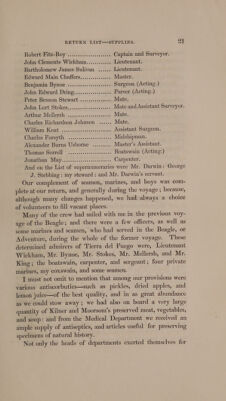 RETURN LIST—SUPPLIES. 21
Robert Fitz-Roy ..................... Captain and Surveyor.
John Clements Wickham............ Lieutenant.
Bartholomew James Sulivan ...... Lieutenant.
Edward Main Chaffers............... Master.
Benjamin Bynoe ..................... Surgeon (Acting.)
John Edward Dring.................. Purser (Acting.)
Peter Benson Stewart ............... Mate.
John Lort Stokes..................... Mate and Assistant Surveyor.
Arthur Mellersh ..................... Mate.
Charles Richardson Johnson ...... Mate.
William Kent ........................ Assistant Surgeon.
Charles Forsyth ..................... Midshipman.
Alexander Burns Usborne ......... Master's Assistant.
Thomas Sorrell ..................... Boatswain (Acting)
Jonathan May........................ Carpenter.
And on the List of supernumeraries were Mr. Darwin: George
J. Stebbing: my steward: and Mr. Darwin's servant.
Our complement of seamen, marines, and boys was com-
plete at our return, and generally during the voyage; because,
although many changes happened, we had always a choice
of volunteers to fill vacant places.
Many of the crew had sailed with me in the previous voy-
age of the Beagle; and there were a few officers, as well as
some marines and seamen, who had served in the Beagle, or
Adventure, during the whole of the former voyage. These
determined admirers of Tierra del Fuego were, Lieutenant
Wickham, Mr. Bynoe, Mr. Stokes, Mr. Mellersh, and Mr.
King; the boatswain, carpenter, and sergeant; four private
marines, my coxswain, and some seamen.
I must not omit to mention that among our provisions were
various antiscorbutics—such as pickles, dried apples, and
lemon juice—of the best quality, and in as great abundance
as we could stow away; we had also on board a very large
quantity of Kilner and Moorsom's preserved meat, vegetables,
and soup: and from the Medical Department we received an
ample supply of antiseptics, and articles useful for preserving
specimens of natural history.
Not only the heads of departments exerted themselves for